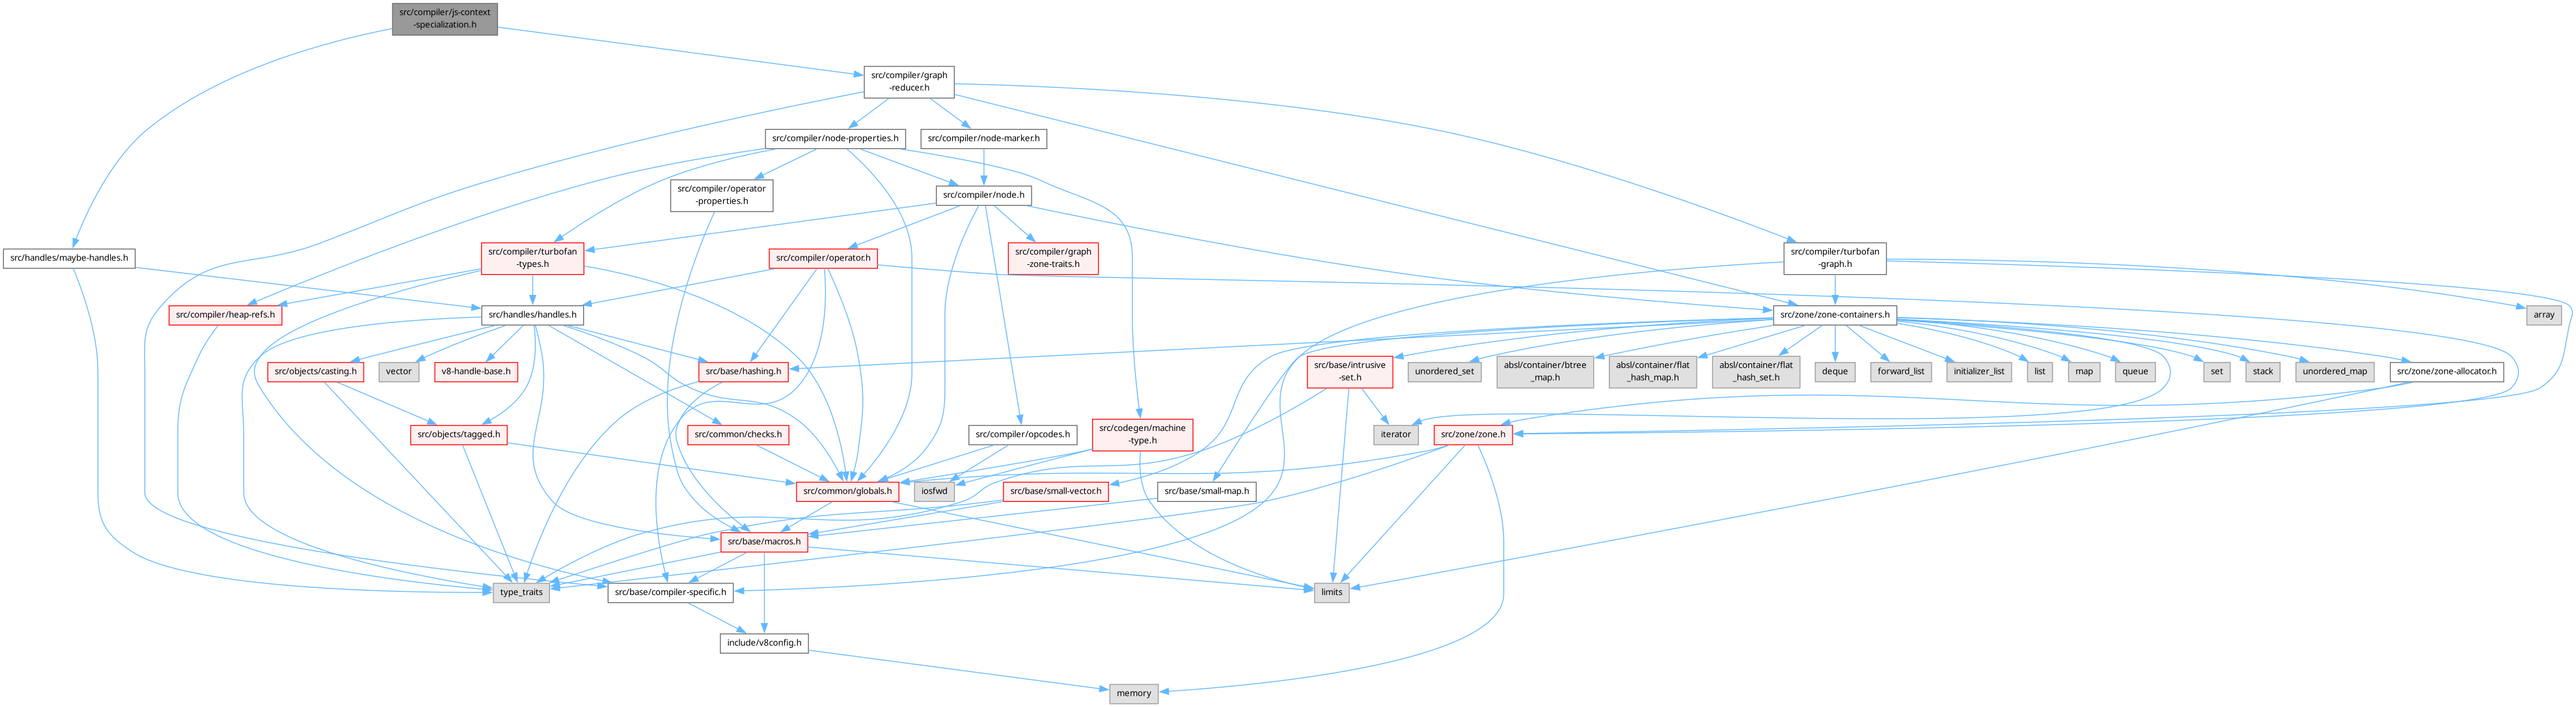 src/compiler/js-context
-specialization.h
src/compiler/graph
-reducer.h
src/compiler/node-properties.h
src/compiler/node-marker.h
src/compiler/operator
-properties.h
src/compiler/node.h
src/handles/maybe-handles.h
src/compiler/turbofan
-types.h
src/compiler/operator.h
src/compiler/graph
-zone-traits.h
src/compiler/turbofan
-graph.h
src/compiler/heap-refs.h
src/handles/handles.h
src/zone/zone-containers.h
array
src/objects/casting.h
vector
v8-handle-base.h
src/base/hashing.h
src/base/intrusive
-set.h
unordered_set
absl/container/btree
_map.h
absl/container/flat
_hash_map.h
absl/container/flat
_hash_set.h
deque
forward_list
initializer_list
list
map
queue
set
stack
unordered_map
src/zone/zone-allocator.h
src/objects/tagged.h
src/common/checks.h
src/compiler/opcodes.h
src/codegen/machine
-type.h
iterator
src/zone/zone.h
src/common/globals.h
iosfwd
src/base/small-vector.h
src/base/small-map.h
src/base/macros.h
type_traits
src/base/compiler-specific.h
limits
include/v8config.h
memory